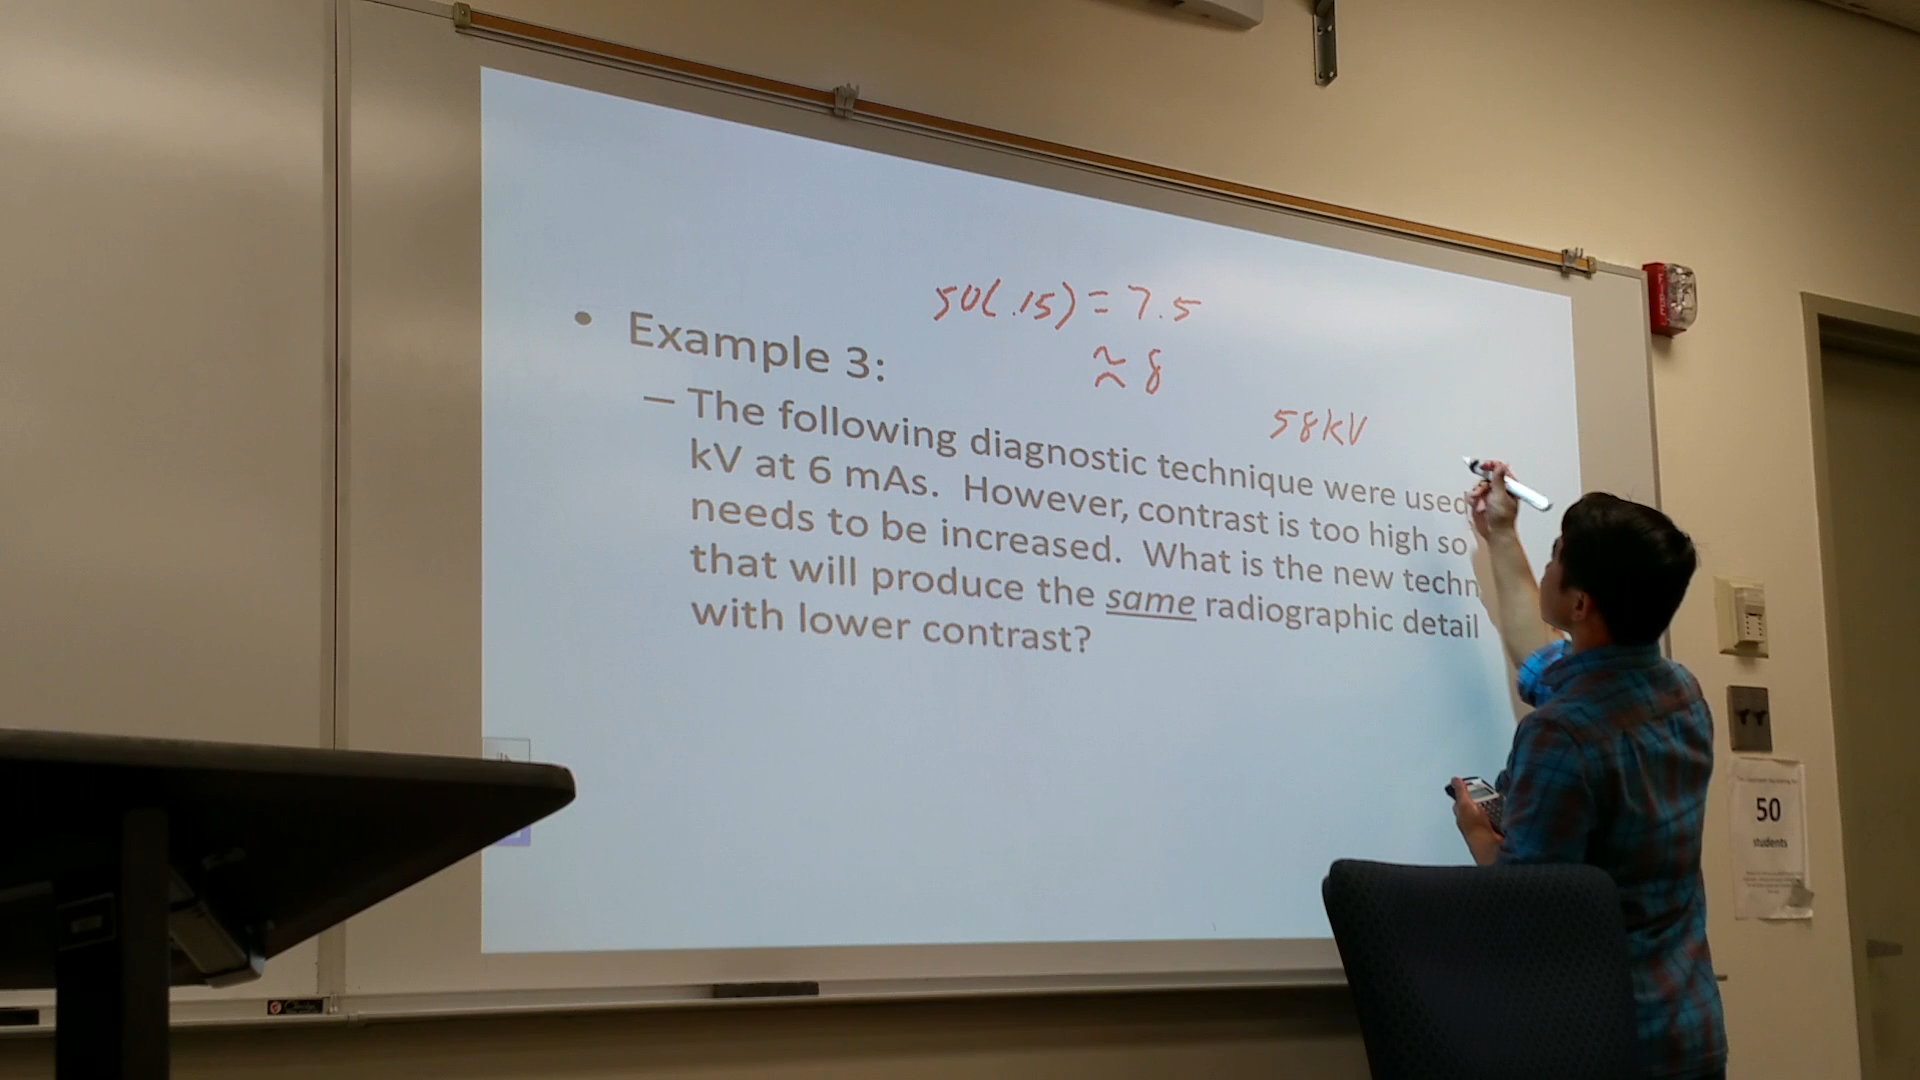 50(.15) = 7.5
≈ 8
58kV
• Example 3:
– The following diagnostic technique were used
kV at 6 mAs. However, contrast is too high so
needs to be increased. What is the new techn
that will produce the same radiographic detail
with lower contrast?
50
students